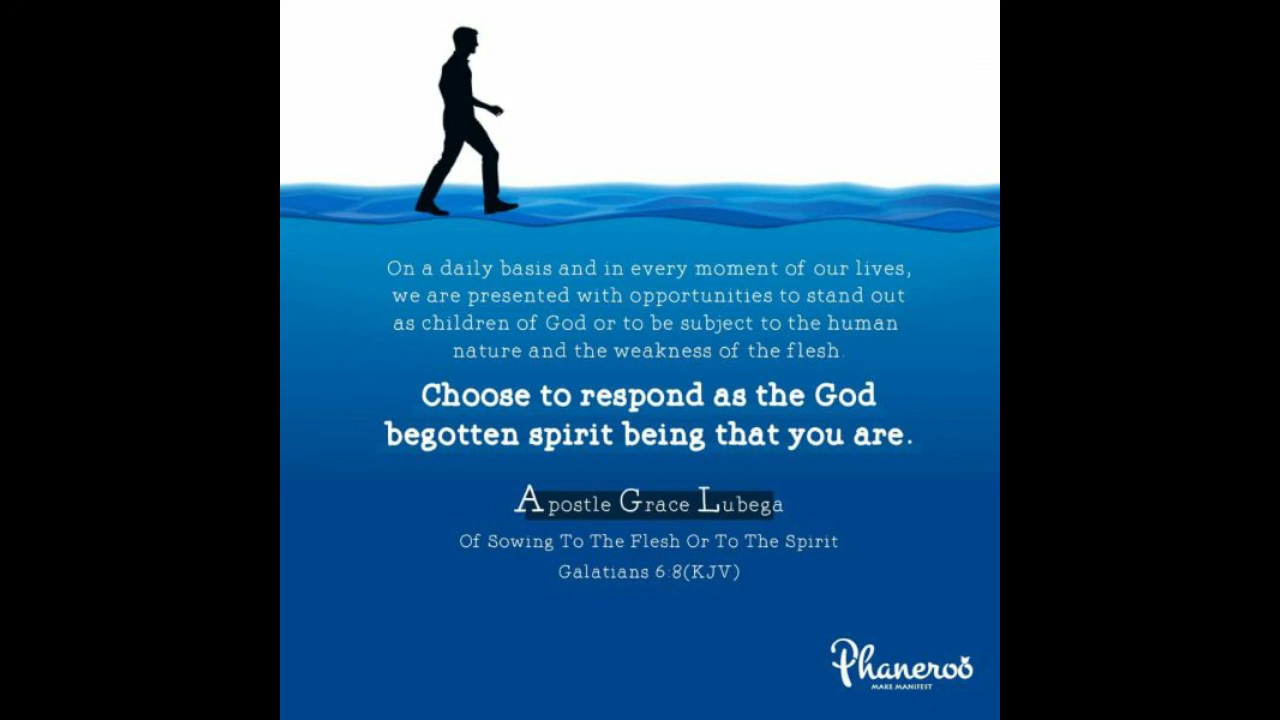 On a daily basis and in every moment of our lives,
we are presented with opportunities to stand out
as children of God or to be subject to the human
nature and the weakness of the flesh.
Choose to respond as the God
begotten spirit being that you are.
Apostle Grace Lubega
Of Sowing To The Flesh Or To The Spirit
Galatians 6:8(KJV)
Phaneroo
MAKE MANIFEST